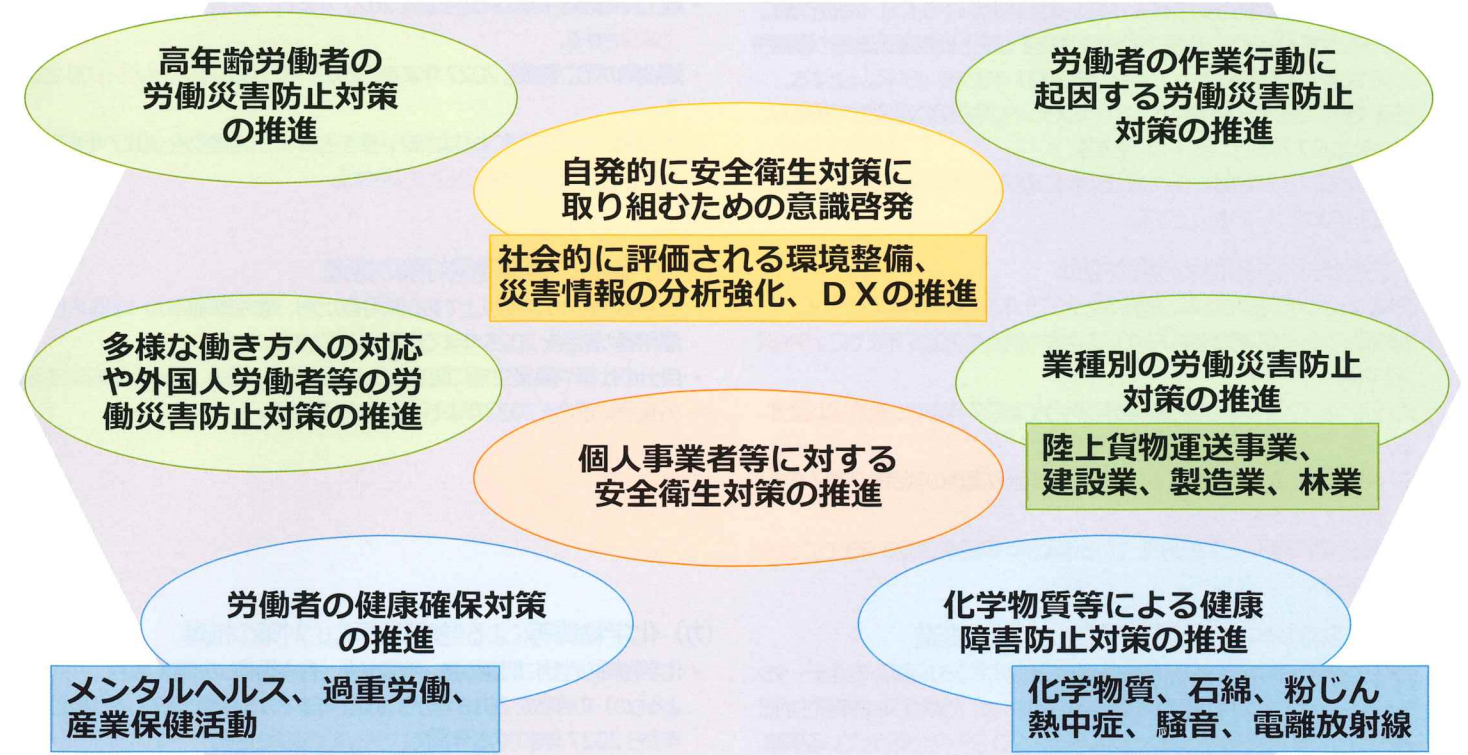 高年齢労働者の
労働災害防止対策
の推進
労働者の作業行動に
起因する労働災害防止
対策の推進
自発的に安全衛生対策に
取り組むための意識啓発
社会的に評価される環境整備、
災害情報の分析強化、ＤＸの推進
多様な働き方への対応
や外国人労働者等の労
働災害防止対策の推進
業種別の労働災害防止
対策の推進
陸上貨物運送事業、
建設業、製造業、林業
個人事業者等に対する
安全衛生対策の推進
労働者の健康確保対策
の推進
メンタルヘルス、過重労働、
産業保健活動
化学物質等による健康
障害防止対策の推進
化学物質、石綿、粉じん
熱中症、騒音、電離放射線